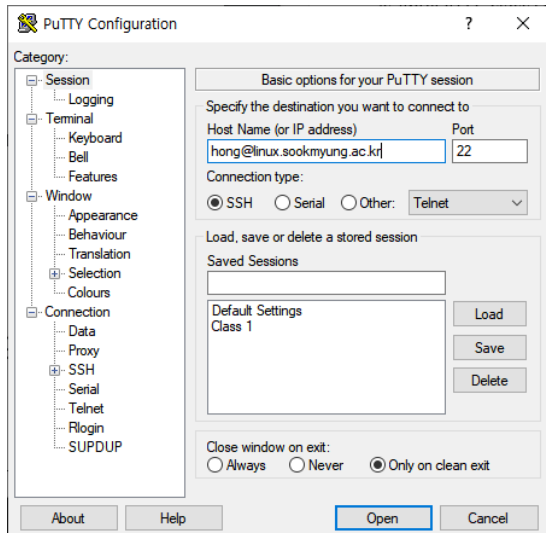 PuTTY Configuration
Category:
Session
Logging
Terminal
Keyboard
Bell
Features
Window
Appearance
Behaviour
Translation
Selection
Colours
Connection
Data
Proxy
SSH
Serial
Telnet
Rlogin
SUPDUP
Basic options for your PuTTY session
Specify the destination you want to connect to
Host Name (or IP address) Port
hong@linux.sookmyung.ac.kr 22
Connection type:
SSH Serial Other: Telnet
Load, save or delete a stored session
Saved Sessions
Default Settings
Class 1
Load
Save
Delete
Close window on exit:
Always Never Only on clean exit
About Help Open Cancel